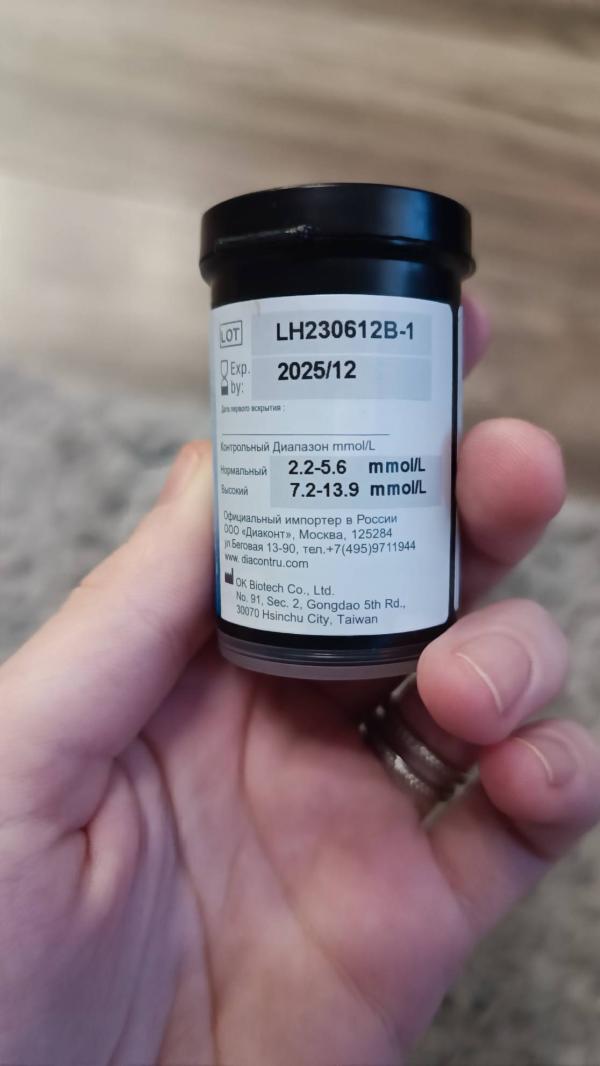 LOT LH230612B-1
Exp. by: 2025/12
Дата первого вскрытия :
Контрольный Диапазон mmol/L
Нормальный 2.2-5.6 mmol/L
Высокий 7.2-13.9 mmol/L
Официальный импортер в России
ООО «Диаконт», Москва, 125284
ул.Беговая 13-90, тел.+7(495)9711944
www. diacontru.com
OK Biotech Co., Ltd.
No. 91, Sec. 2, Gongdao 5th Rd.,
30070 Hsinchu City, Taiwan